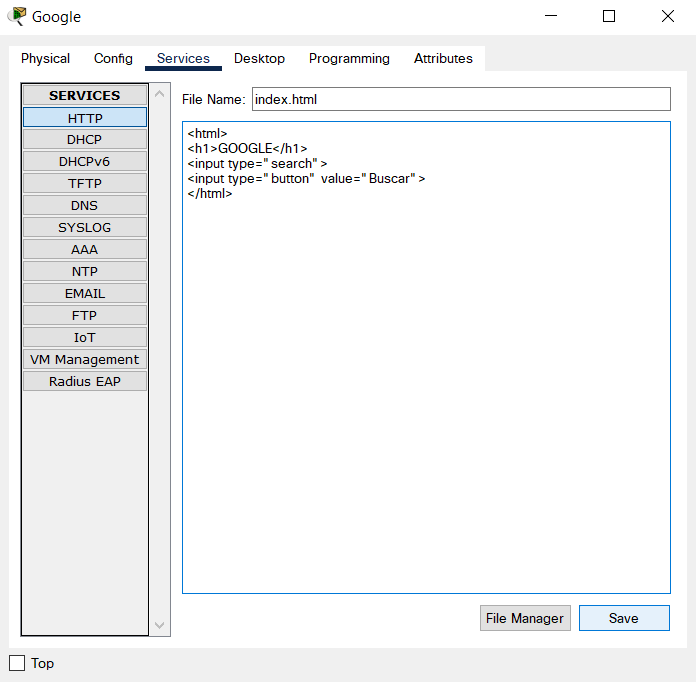 Google
Physical Config Services Desktop Programming Attributes
SERVICES
HTTP
DHCP
DHCPv6
TFTP
DNS
SYSLOG
AAA
NTP
EMAIL
FTP
IoT
VM Management
Radius EAP
File Name: index.html
<html>
<h1>GOOGLE</h1>
<input type="search">
<input type="button" value="Buscar">
</html>
File Manager Save
Top